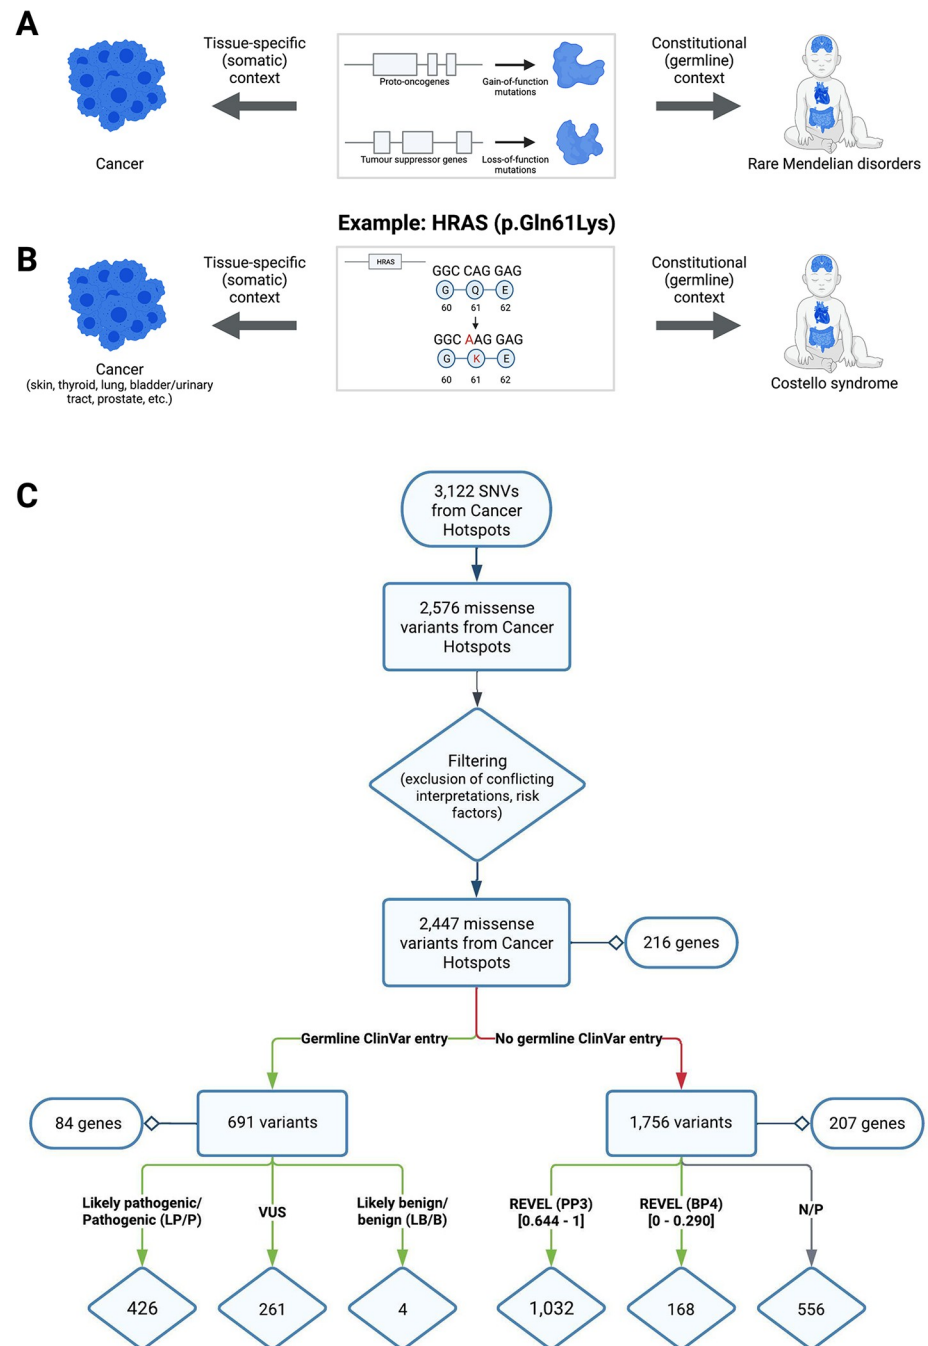 A
Tissue-specific
(somatic)
context
Cancer
Proto-oncogenes
Gain-of-function
mutations
Tumour suppressor genes
Loss-of-function
mutations
Constitutional
(germline)
context
Rare Mendelian disorders
Example: HRAS (p.Gln61Lys)
B
Tissue-specific
(somatic)
context
Cancer
(skin, thyroid, lung, bladder/urinary
tract, prostate, etc.)
HRAS
GGC CAG GAG
G Q E
60 61 62
GGC AAG GAG
G K E
60 61 62
Constitutional
(germline)
context
Costello syndrome
C
3,122 SNVs
from Cancer
Hotspots
2,576 missense
variants from Cancer
Hotspots
Filtering
(exclusion of conflicting
interpretations, risk
factors)
2,447 missense
variants from Cancer
Hotspots
216 genes
Germline ClinVar entry
No germline ClinVar entry
84 genes
691 variants
1,756 variants
207 genes
Likely pathogenic/
Pathogenic (LP/P)
VUS
Likely benign/
benign (LB/B)
REVEL (PP3)
[0.644 - 1]
REVEL (BP4)
[0 - 0.290]
N/P
426
261
4
1,032
168
556